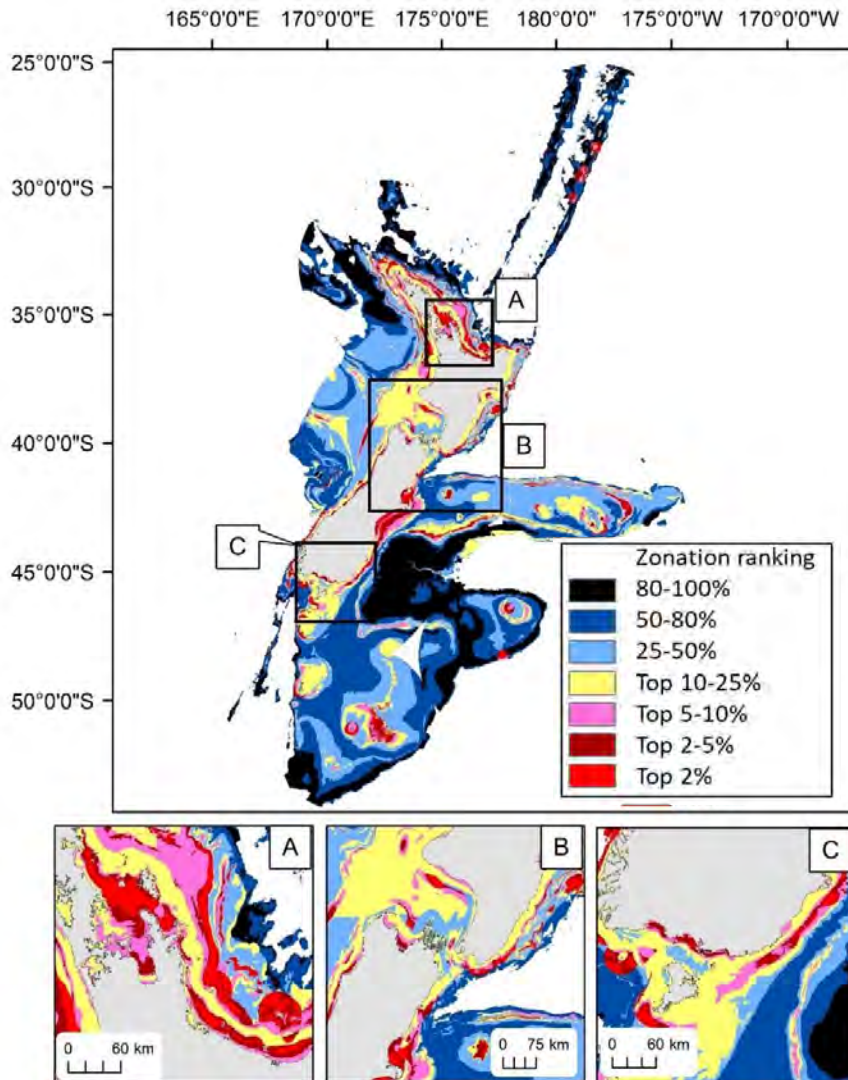 165°0'0"E 170°0'0"E 175°0'0"E 180°0'0" 175°0'0"W 170°0'0"W
25°0'0"S
30°0'0"S
35°0'0"S
40°0'0"S
45°0'0"S
50°0'0"S
A
B
C
Zonation ranking
80-100%
50-80%
25-50%
Top 10-25%
Top 5-10%
Top 2-5%
Top 2%
A
0 60 km
B
0 75 km
C
0 60 km